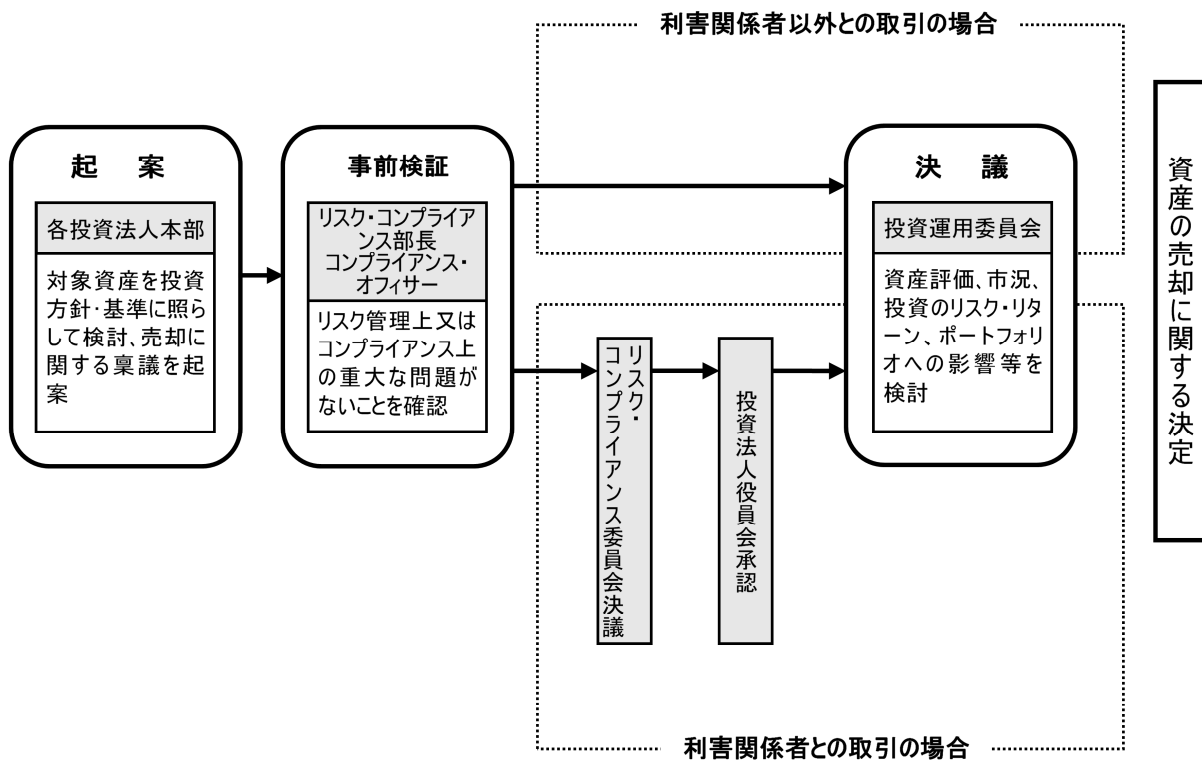 利害関係者以外との取引の場合
起　案
各投資法人本部
対象資産を投資
方針・基準に照ら
して検討、売却に
関する稟議を起
案
事前検証
リスク・コンプライア
ンス部長
コンプライアンス・
オフィサー
リスク管理上又は
コンプライアンス上
の重大な問題が
ないことを確認
リスク・
コンプライアンス委員会決議
投資法人役員会承認
決　議
投資運用委員会
資産評価、市況、
投資のリスク・リタ
ーン、ポートフォリ
オへの影響等を
検討
資産の売却に関する決定
利害関係者との取引の場合